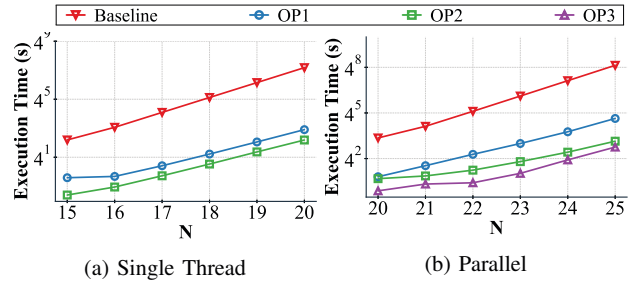 Baseline OP1 OP2 OP3
Execution Time (s)
4^9
4^5
4^1
15 16 17 18 19 20
N
(a) Single Thread
Execution Time (s)
4^8
4^5
4^2
20 21 22 23 24 25
N
(b) Parallel